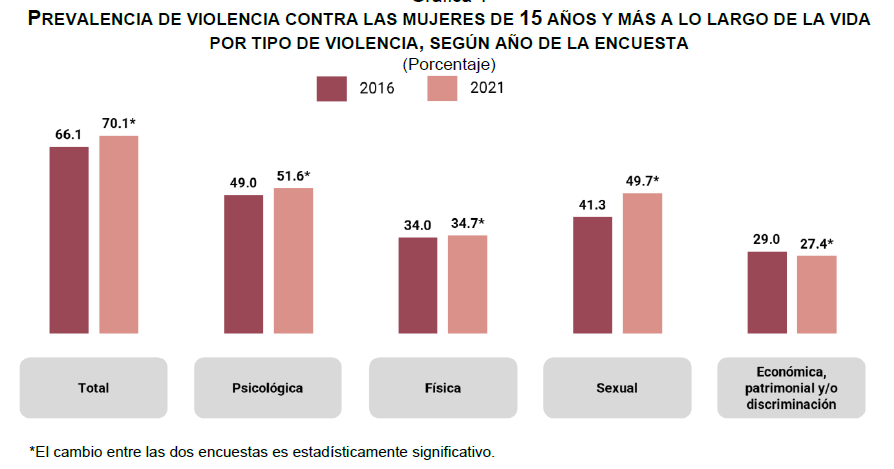 PREVALENCIA DE VIOLENCIA CONTRA LAS MUJERES DE 15 AÑOS Y MÁS A LO LARGO DE LA VIDA
POR TIPO DE VIOLENCIA, SEGÚN AÑO DE LA ENCUESTA
(Porcentaje)
2016 2021
66.1 70.1*
49.0 51.6*
34.0 34.7*
41.3 49.7*
29.0 27.4*
Total
Psicológica
Física
Sexual
Económica,
patrimonial y/o
discriminación
*El cambio entre las dos encuestas es estadísticamente significativo.